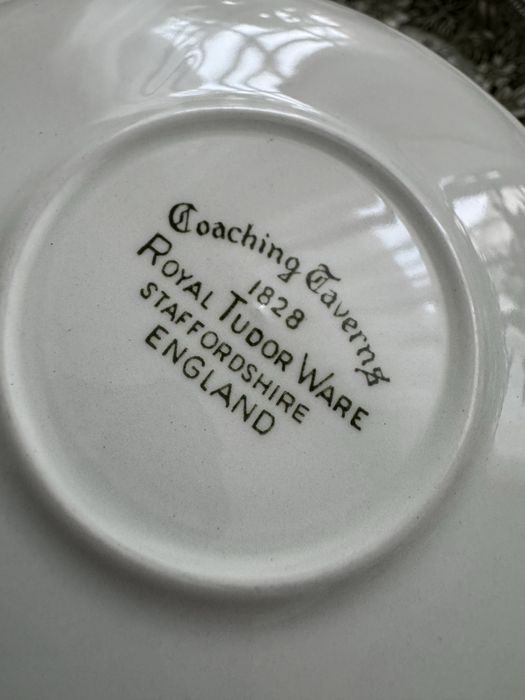 Coaching Taverns
1828
ROYAL TUDOR WARE
STAFFORDSHIRE
ENGLAND